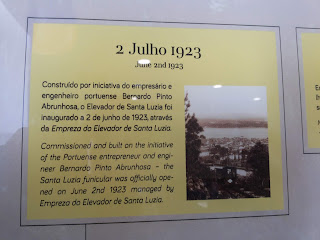 2 Julho 1923
June 2nd 1923
Construído por iniciativa do empresário e
engenheiro portuense Bernardo Pinto
Abrunhosa, o Elevador de Santa Luzia foi
inaugurado a 2 de junho de 1923, através
da Empreza do Elevador de Santa Luzia.
Commissioned and built on the initiative
of the Portuense entrepreneur and engi-
neer Bernardo Pinto Abrunhosa - the
Santa Luzia funicular was officially ope-
ned on June 2nd 1923 managed by
Empreza do Elevador de Santa Luzia.